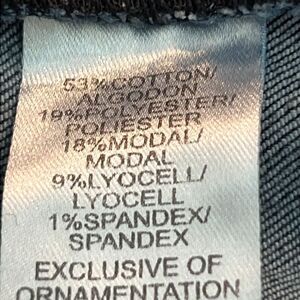 53%COTTON/
ALGODON
19%POLYESTER/
POLIESTER
18%MODAL/
MODAL
9%LYOCELL/
LYOCELL
1%SPANDEX/
SPANDEX
EXCLUSIVE OF
ORNAMENTATION